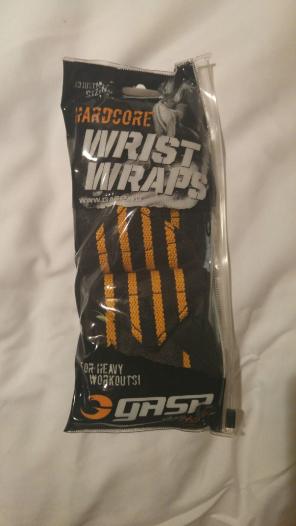 HARDCORE
WRIST
WRAPS
FOR HEAVY
WORKOUTS!
GASP